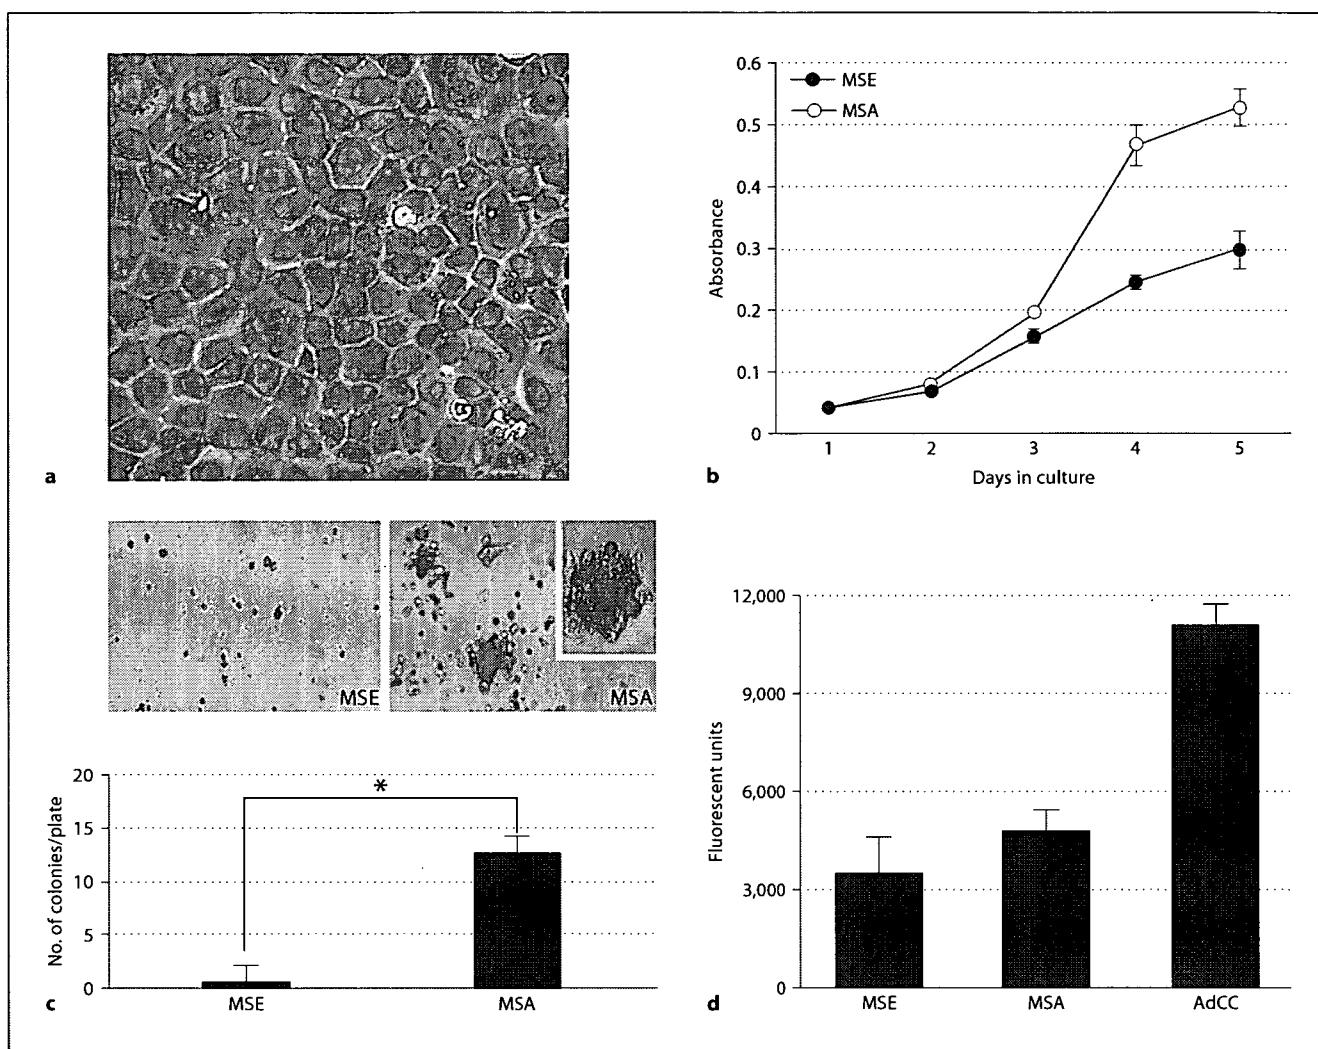 a
0.6
0.5
0.4
0.3
0.2
0.1
0
Absorbance
MSE
MSA
1 2 3 4 5
Days in culture
b
MSE
MSA
20
15
10
5
0
No. of colonies/plate
*
MSE MSA
c
12,000
9,000
6,000
3,000
0
Fluorescent units
MSE MSA AdCC
d